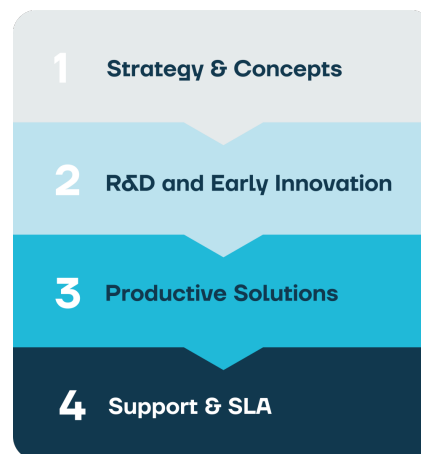 1 Strategy & Concepts
2 R&D and Early Innovation
3 Productive Solutions
4 Support & SLA